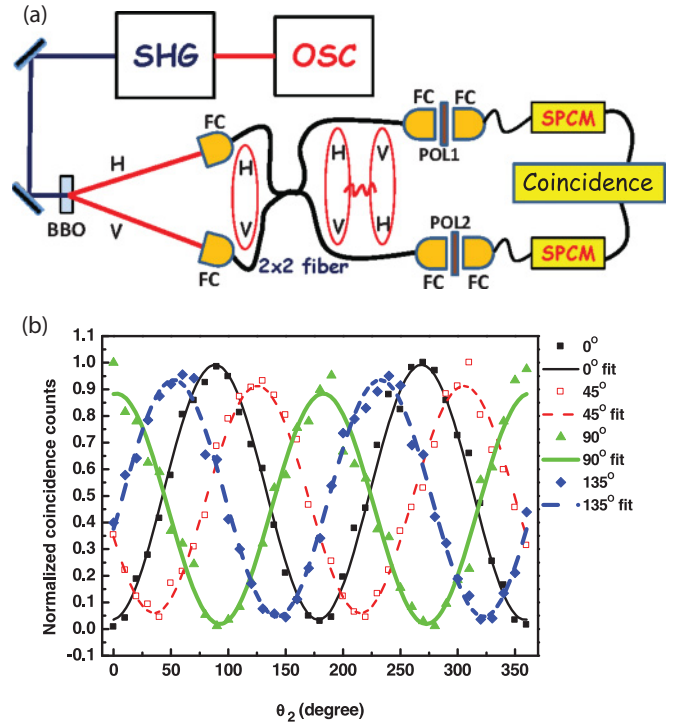 (a)
SHG
OSC
FC
FC
FC
SPCM
POL1
H
H
H
V
Coincidence
BBO
V
V
V
H
POL2
SPCM
FC
2x2 fiber
FC
FC
(b)
Normalized coincidence counts
1.1
1.0
0.9
0.8
0.7
0.6
0.5
0.4
0.3
0.2
0.1
0.0
-0.1
0
50
100
150
200
250
300
350
θ2 (degree)
0°
0° fit
45°
45° fit
90°
90° fit
135°
135° fit